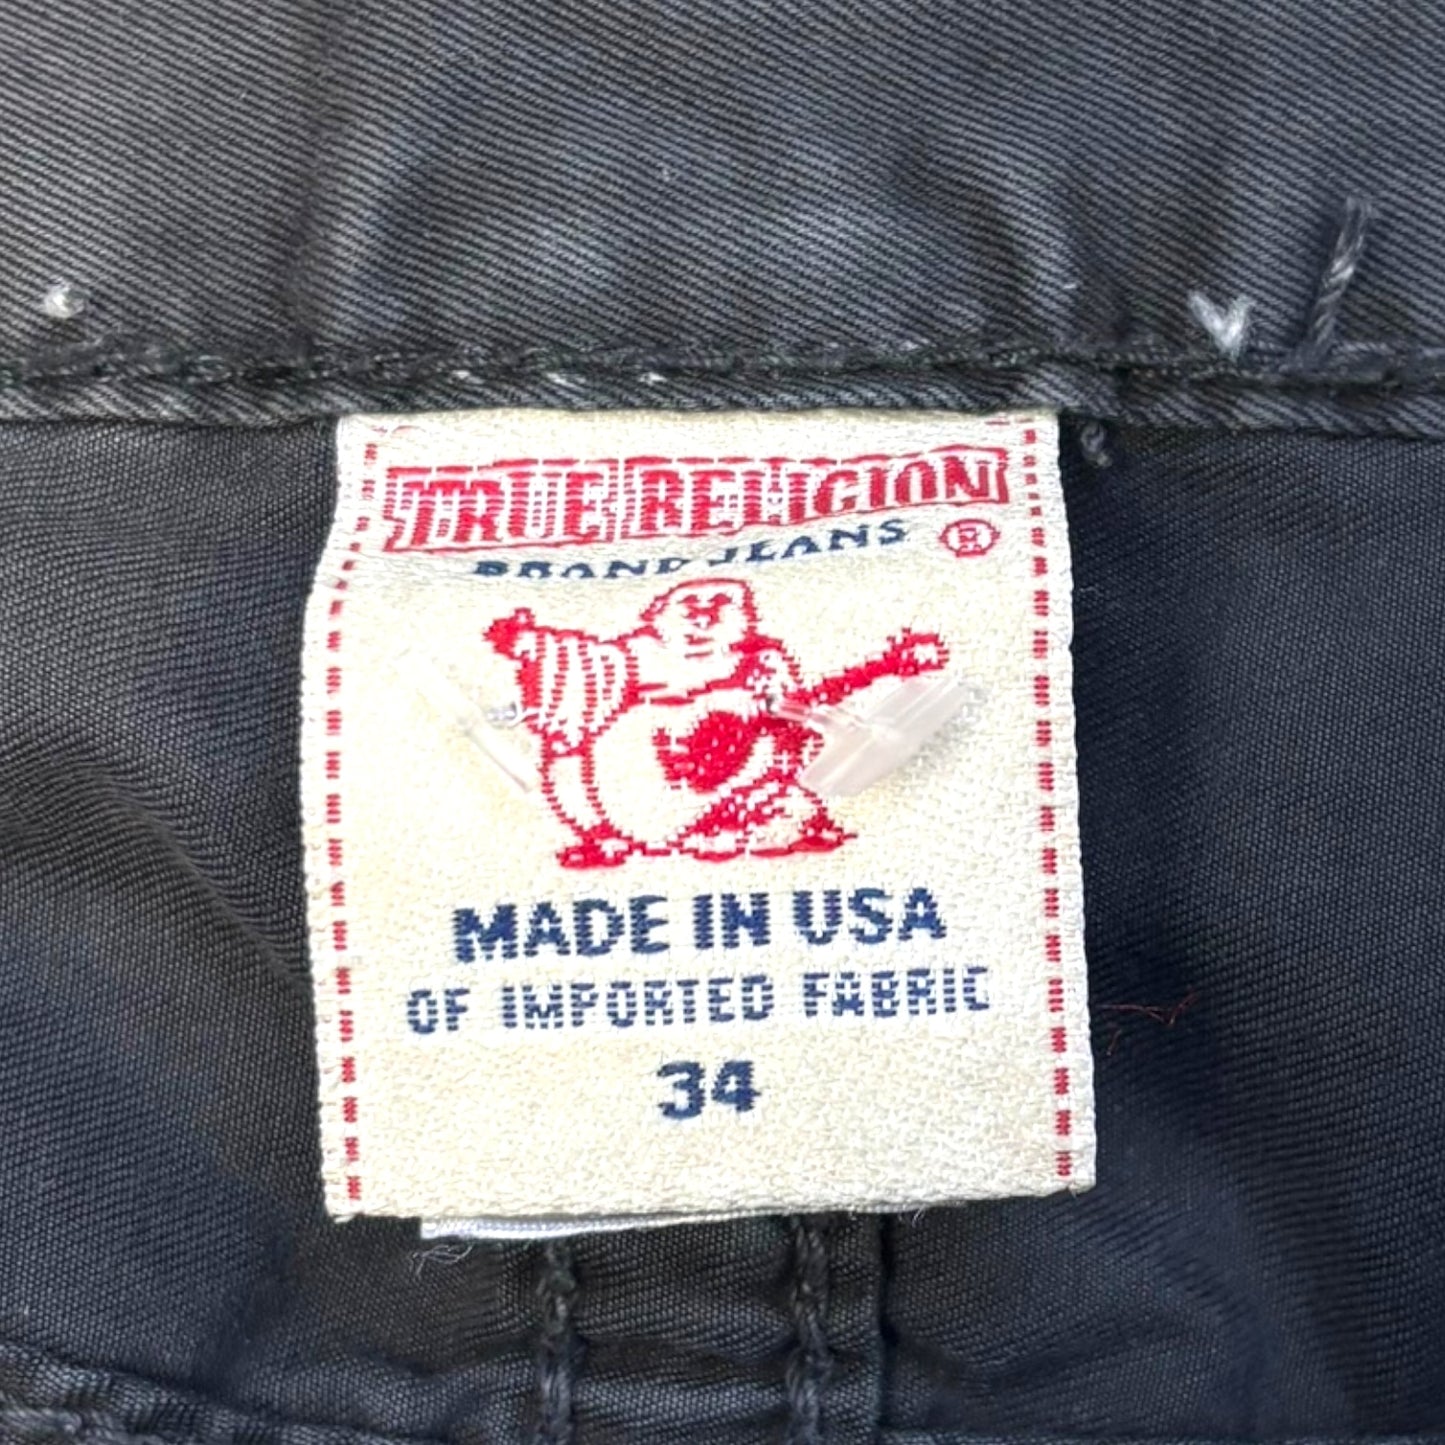 TRUE RELIGION
BRAND JEANS ®
MADE IN USA
OF IMPORTED FABRIC
34